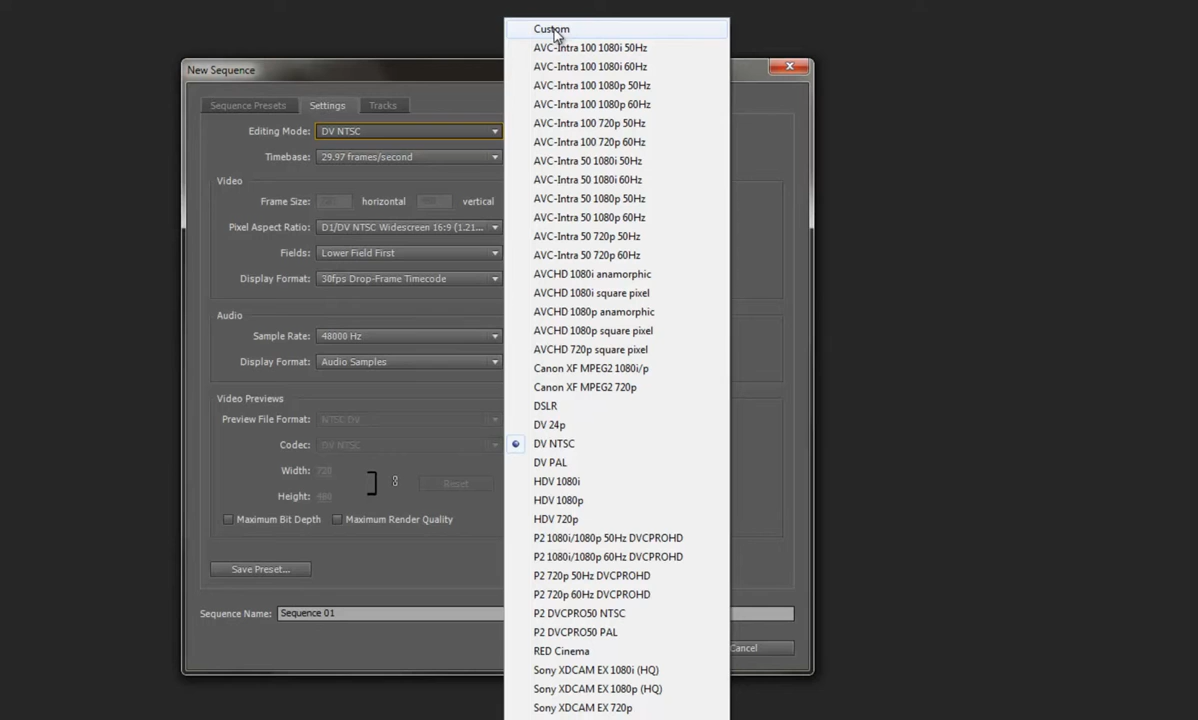 Custom
AVC-Intra 100 1080i 50Hz
AVC-Intra 100 1080i 60Hz
AVC-Intra 100 1080p 50Hz
AVC-Intra 100 1080p 60Hz
AVC-Intra 100 720p 50Hz
AVC-Intra 100 720p 60Hz
AVC-Intra 50 1080i 50Hz
AVC-Intra 50 1080i 60Hz
AVC-Intra 50 1080p 50Hz
AVC-Intra 50 1080p 60Hz
AVC-Intra 50 720p 50Hz
AVC-Intra 50 720p 60Hz
AVCHD 1080i anamorphic
AVCHD 1080i square pixel
AVCHD 1080p anamorphic
AVCHD 1080p square pixel
AVCHD 720p square pixel
Canon XF MPEG2 1080i/p
Canon XF MPEG2 720p
DSLR
DV 24p
DV NTSC
DV PAL
HDV 1080i
HDV 1080p
HDV 720p
P2 1080i/1080p 50Hz DVCPROHD
P2 1080i/1080p 60Hz DVCPROHD
P2 720p 50Hz DVCPROHD
P2 720p 60Hz DVCPROHD
P2 DVCPRO50 NTSC
P2 DVCPRO50 PAL
RED Cinema
Sony XDCAM EX 1080i (HQ)
Sony XDCAM EX 1080p (HQ)
Sony XDCAM EX 720p
New Sequence
Sequence Presets Settings Tracks
Editing Mode: DV NTSC
Timebase: 29.97 frames/second
Video
Frame Size: 720 horizontal 480 vertical
Pixel Aspect Ratio: D1/DV NTSC Widescreen 16:9 (1.21...
Fields: Lower Field First
Display Format: 30fps Drop-Frame Timecode
Audio
Sample Rate: 48000 Hz
Display Format: Audio Samples
Video Previews
Preview File Format: NTSC DV
Codec: DV NTSC
Width: 720
Height: 480
Reset
Maximum Bit Depth Maximum Render Quality
Save Preset...
Sequence Name: Sequence 01
Cancel